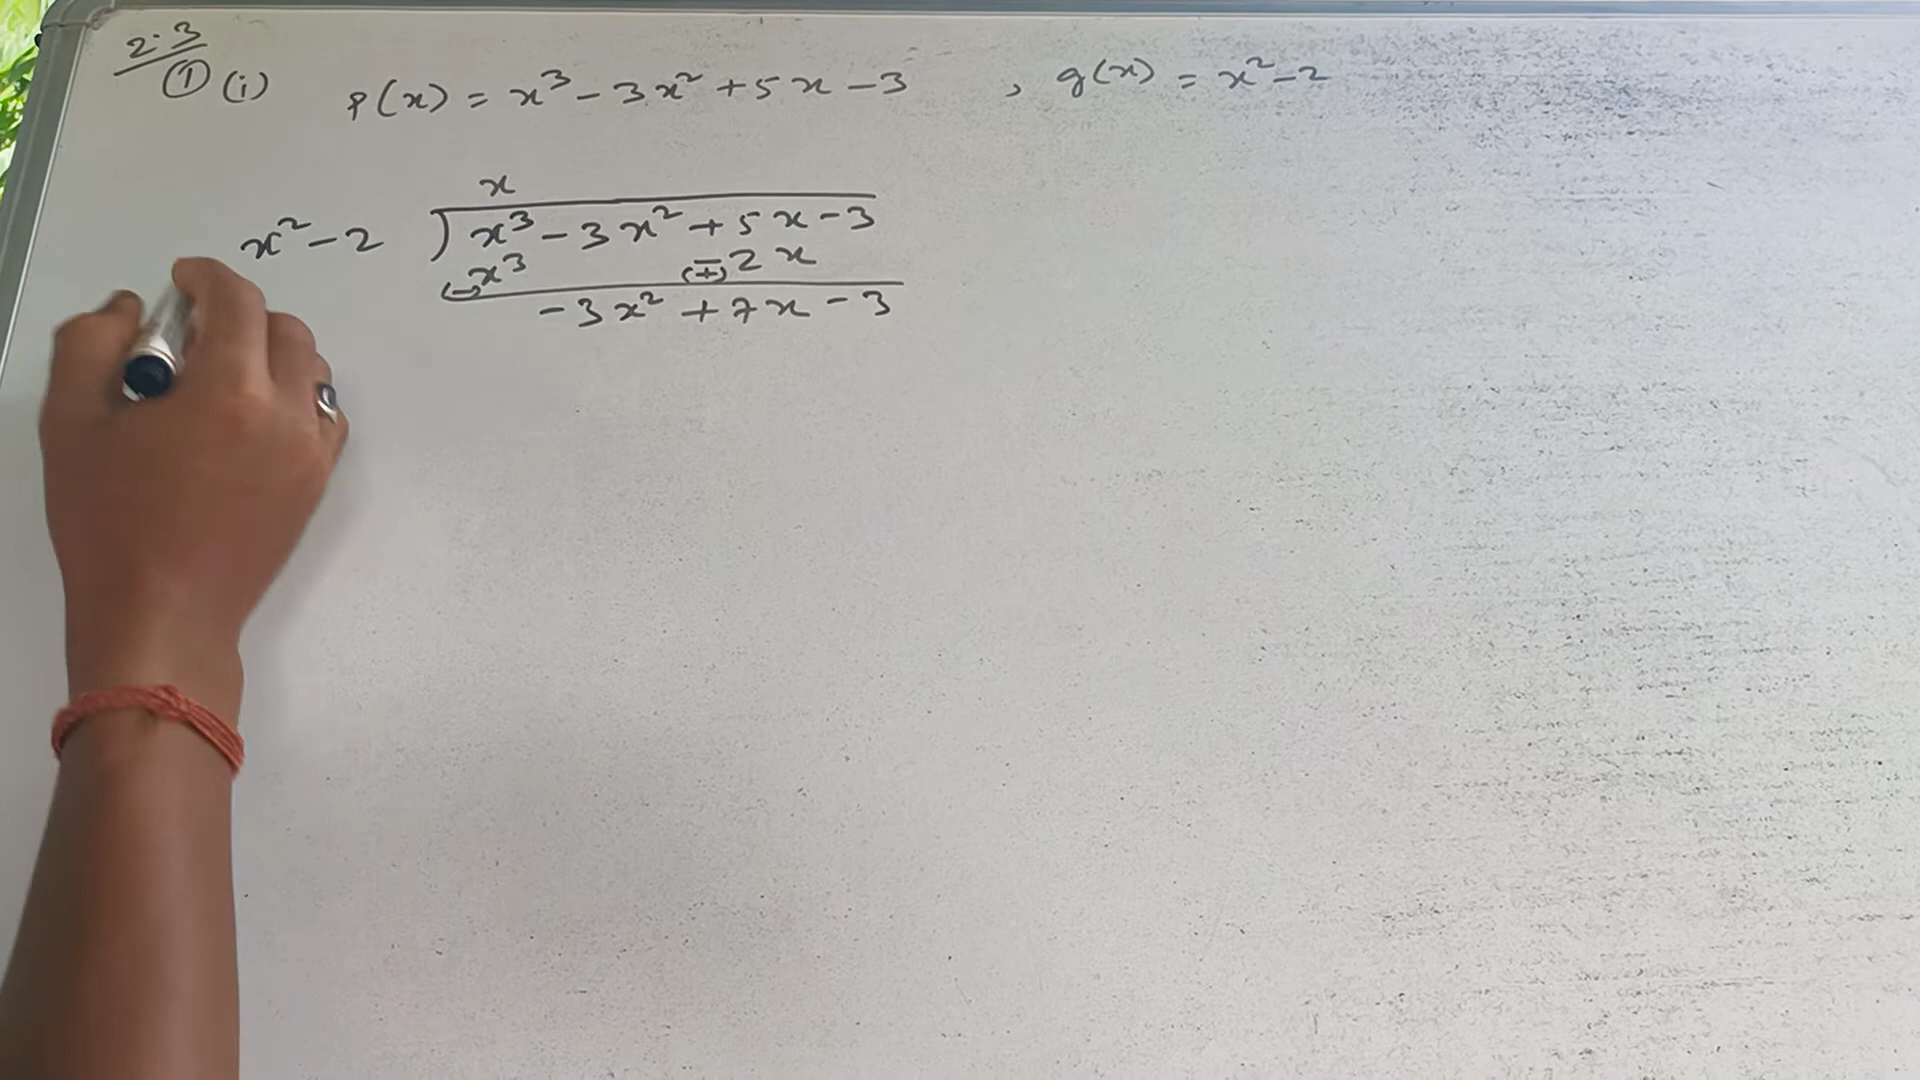 2.3
① (i) p(x) = x³ - 3x² + 5x - 3 , g(x) = x² - 2
x
x² - 2 ) x³ - 3x² + 5x - 3
(-) x³ (+) - 2x
- 3x² + 7x - 3